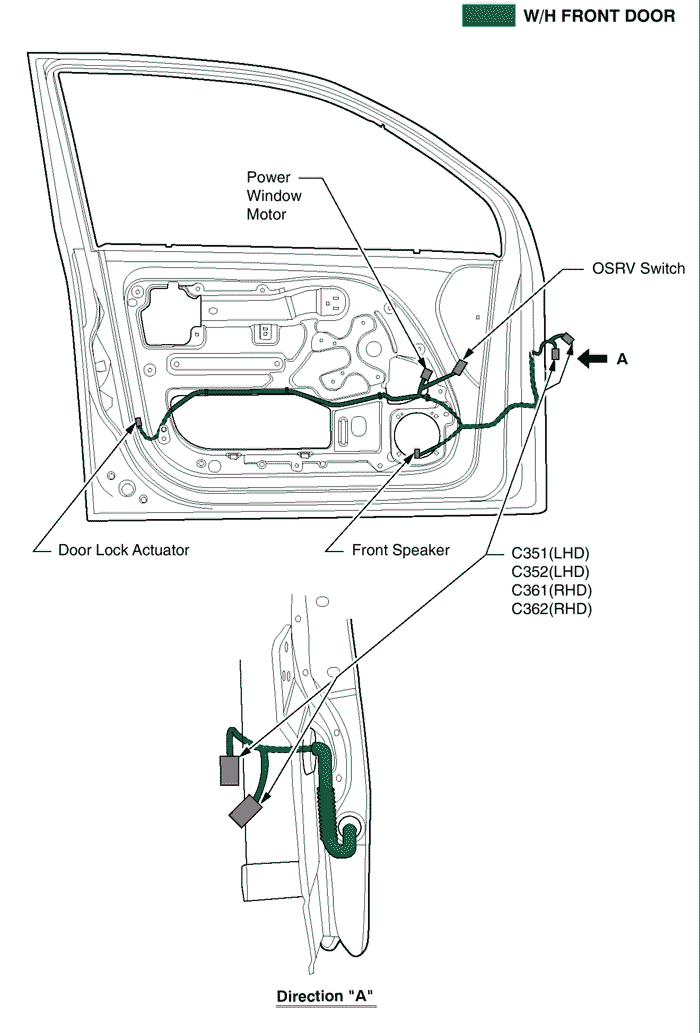 W/H FRONT DOOR
Power
Window
Motor
OSRV Switch
A
Door Lock Actuator
Front Speaker
C351(LHD)
C352(LHD)
C361(RHD)
C362(RHD)
Direction "A"